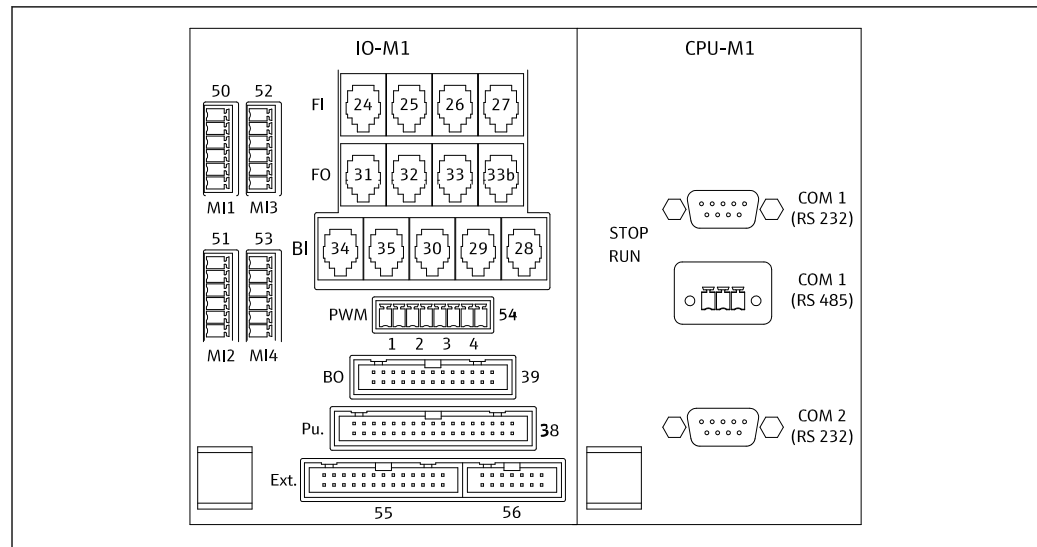 IO-M1
CPU-M1
50 52
FI 24 25 26 27
MI1 MI3
FO 31 32 33 33b
51 53
BI 34 35 30 29 28
MI2 MI4
PWM 54
1 2 3 4
BO 39
Pu. 38
Ext.
55 56
STOP
RUN
COM 1
(RS 232)
COM 1
(RS 485)
COM 2
(RS 232)